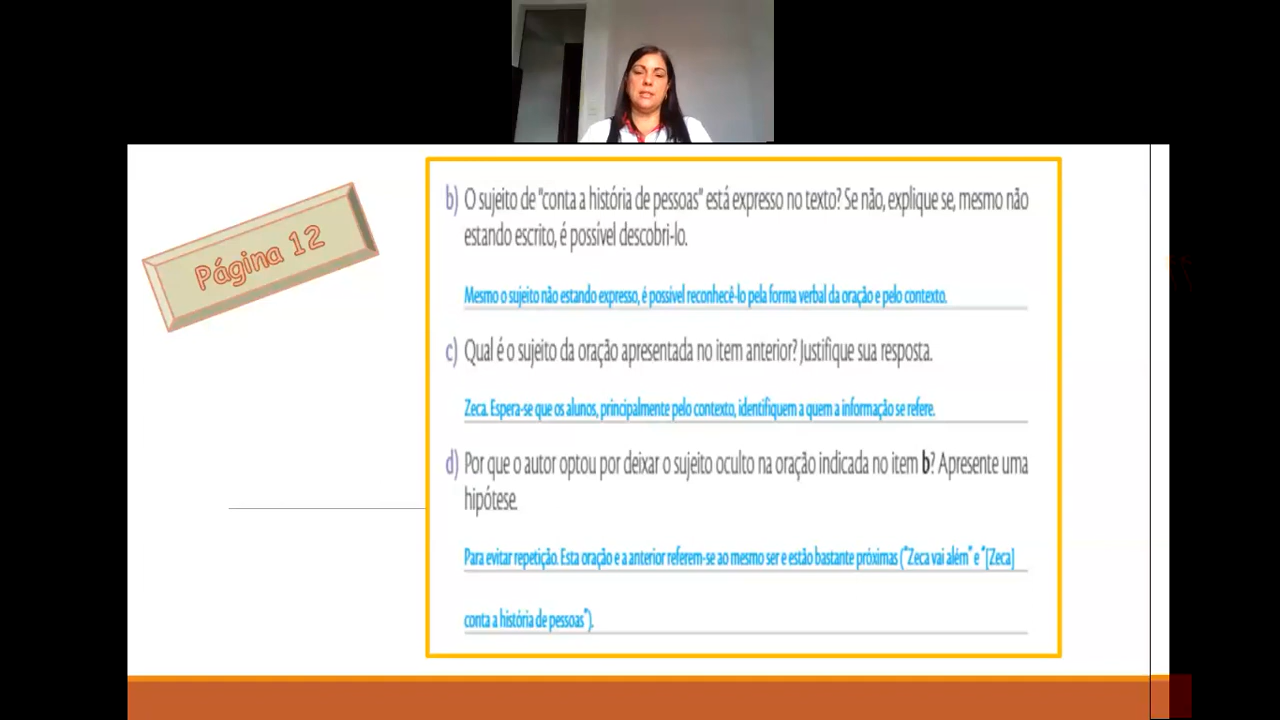 Página 12
b) O sujeito de "conta a história de pessoas" está expresso no texto? Se não, explique se, mesmo não
estando escrito, é possível descobri-lo.
Mesmo o sujeito não estando expresso, é possível reconhecê-lo pela forma verbal da oração e pelo contexto.
c) Qual é o sujeito da oração apresentada no item anterior? Justifique sua resposta.
Zeca. Espera-se que os alunos, principalmente pelo contexto, identifiquem a quem a informação se refere.
d) Por que o autor optou por deixar o sujeito oculto na oração indicada no item b? Apresente uma
hipótese.
Para evitar repetição. Esta oração e a anterior referem-se ao mesmo ser e estão bastante próximas ("Zeca vai além" e "[Zeca]
conta a história de pessoas").